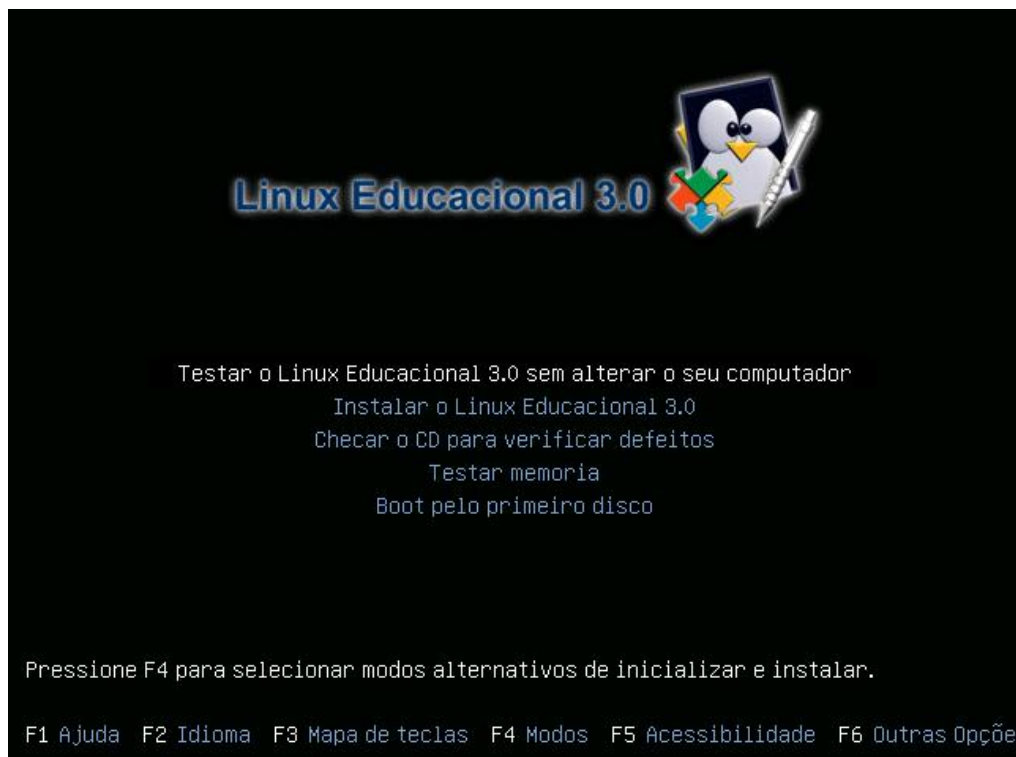 Linux Educacional 3.0
Testar o Linux Educacional 3.0 sem alterar o seu computador
Instalar o Linux Educacional 3.0
Checar o CD para verificar defeitos
Testar memoria
Boot pelo primeiro disco
Pressione F4 para selecionar modos alternativos de inicializar e instalar.
F1 Ajuda F2 Idioma F3 Mapa de teclas F4 Modos F5 Acessibilidade F6 Outras Opçõe